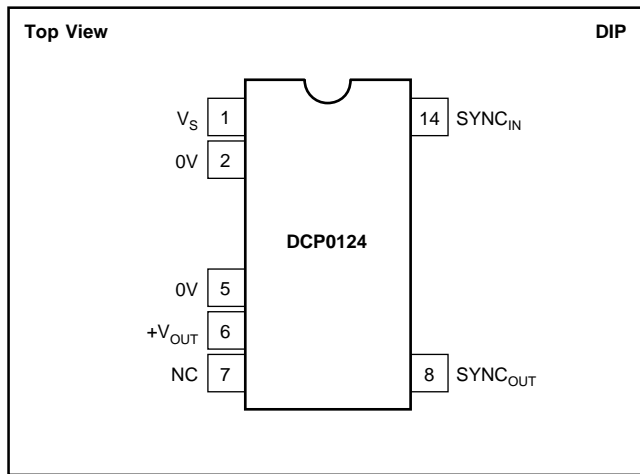 Top View DIP
V_S 1 14 SYNC_IN
0V 2
DCP0124
0V 5
+V_OUT 6
NC 7 8 SYNC_OUT